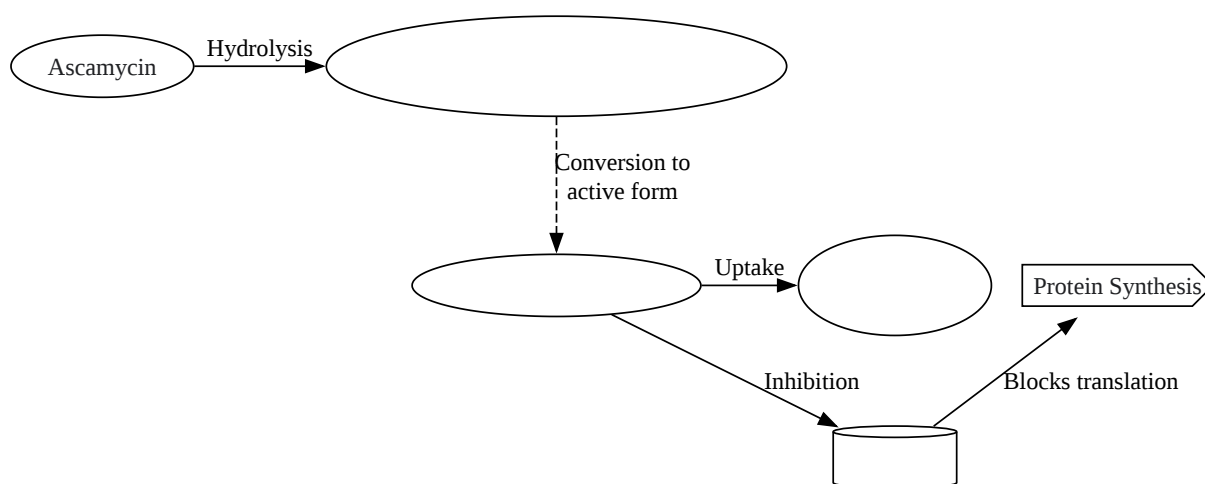 Ascamycin
Hydrolysis
Conversion to
active form
Uptake
Protein Synthesis
Inhibition
Blocks translation